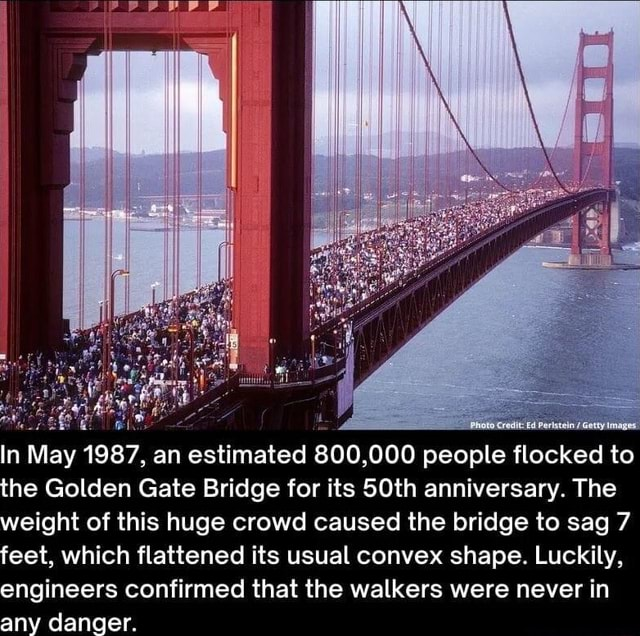 Photo Credit: Ed Perlstein / Getty Images
In May 1987, an estimated 800,000 people flocked to
the Golden Gate Bridge for its 50th anniversary. The
weight of this huge crowd caused the bridge to sag 7
feet, which flattened its usual convex shape. Luckily,
engineers confirmed that the walkers were never in
any danger.